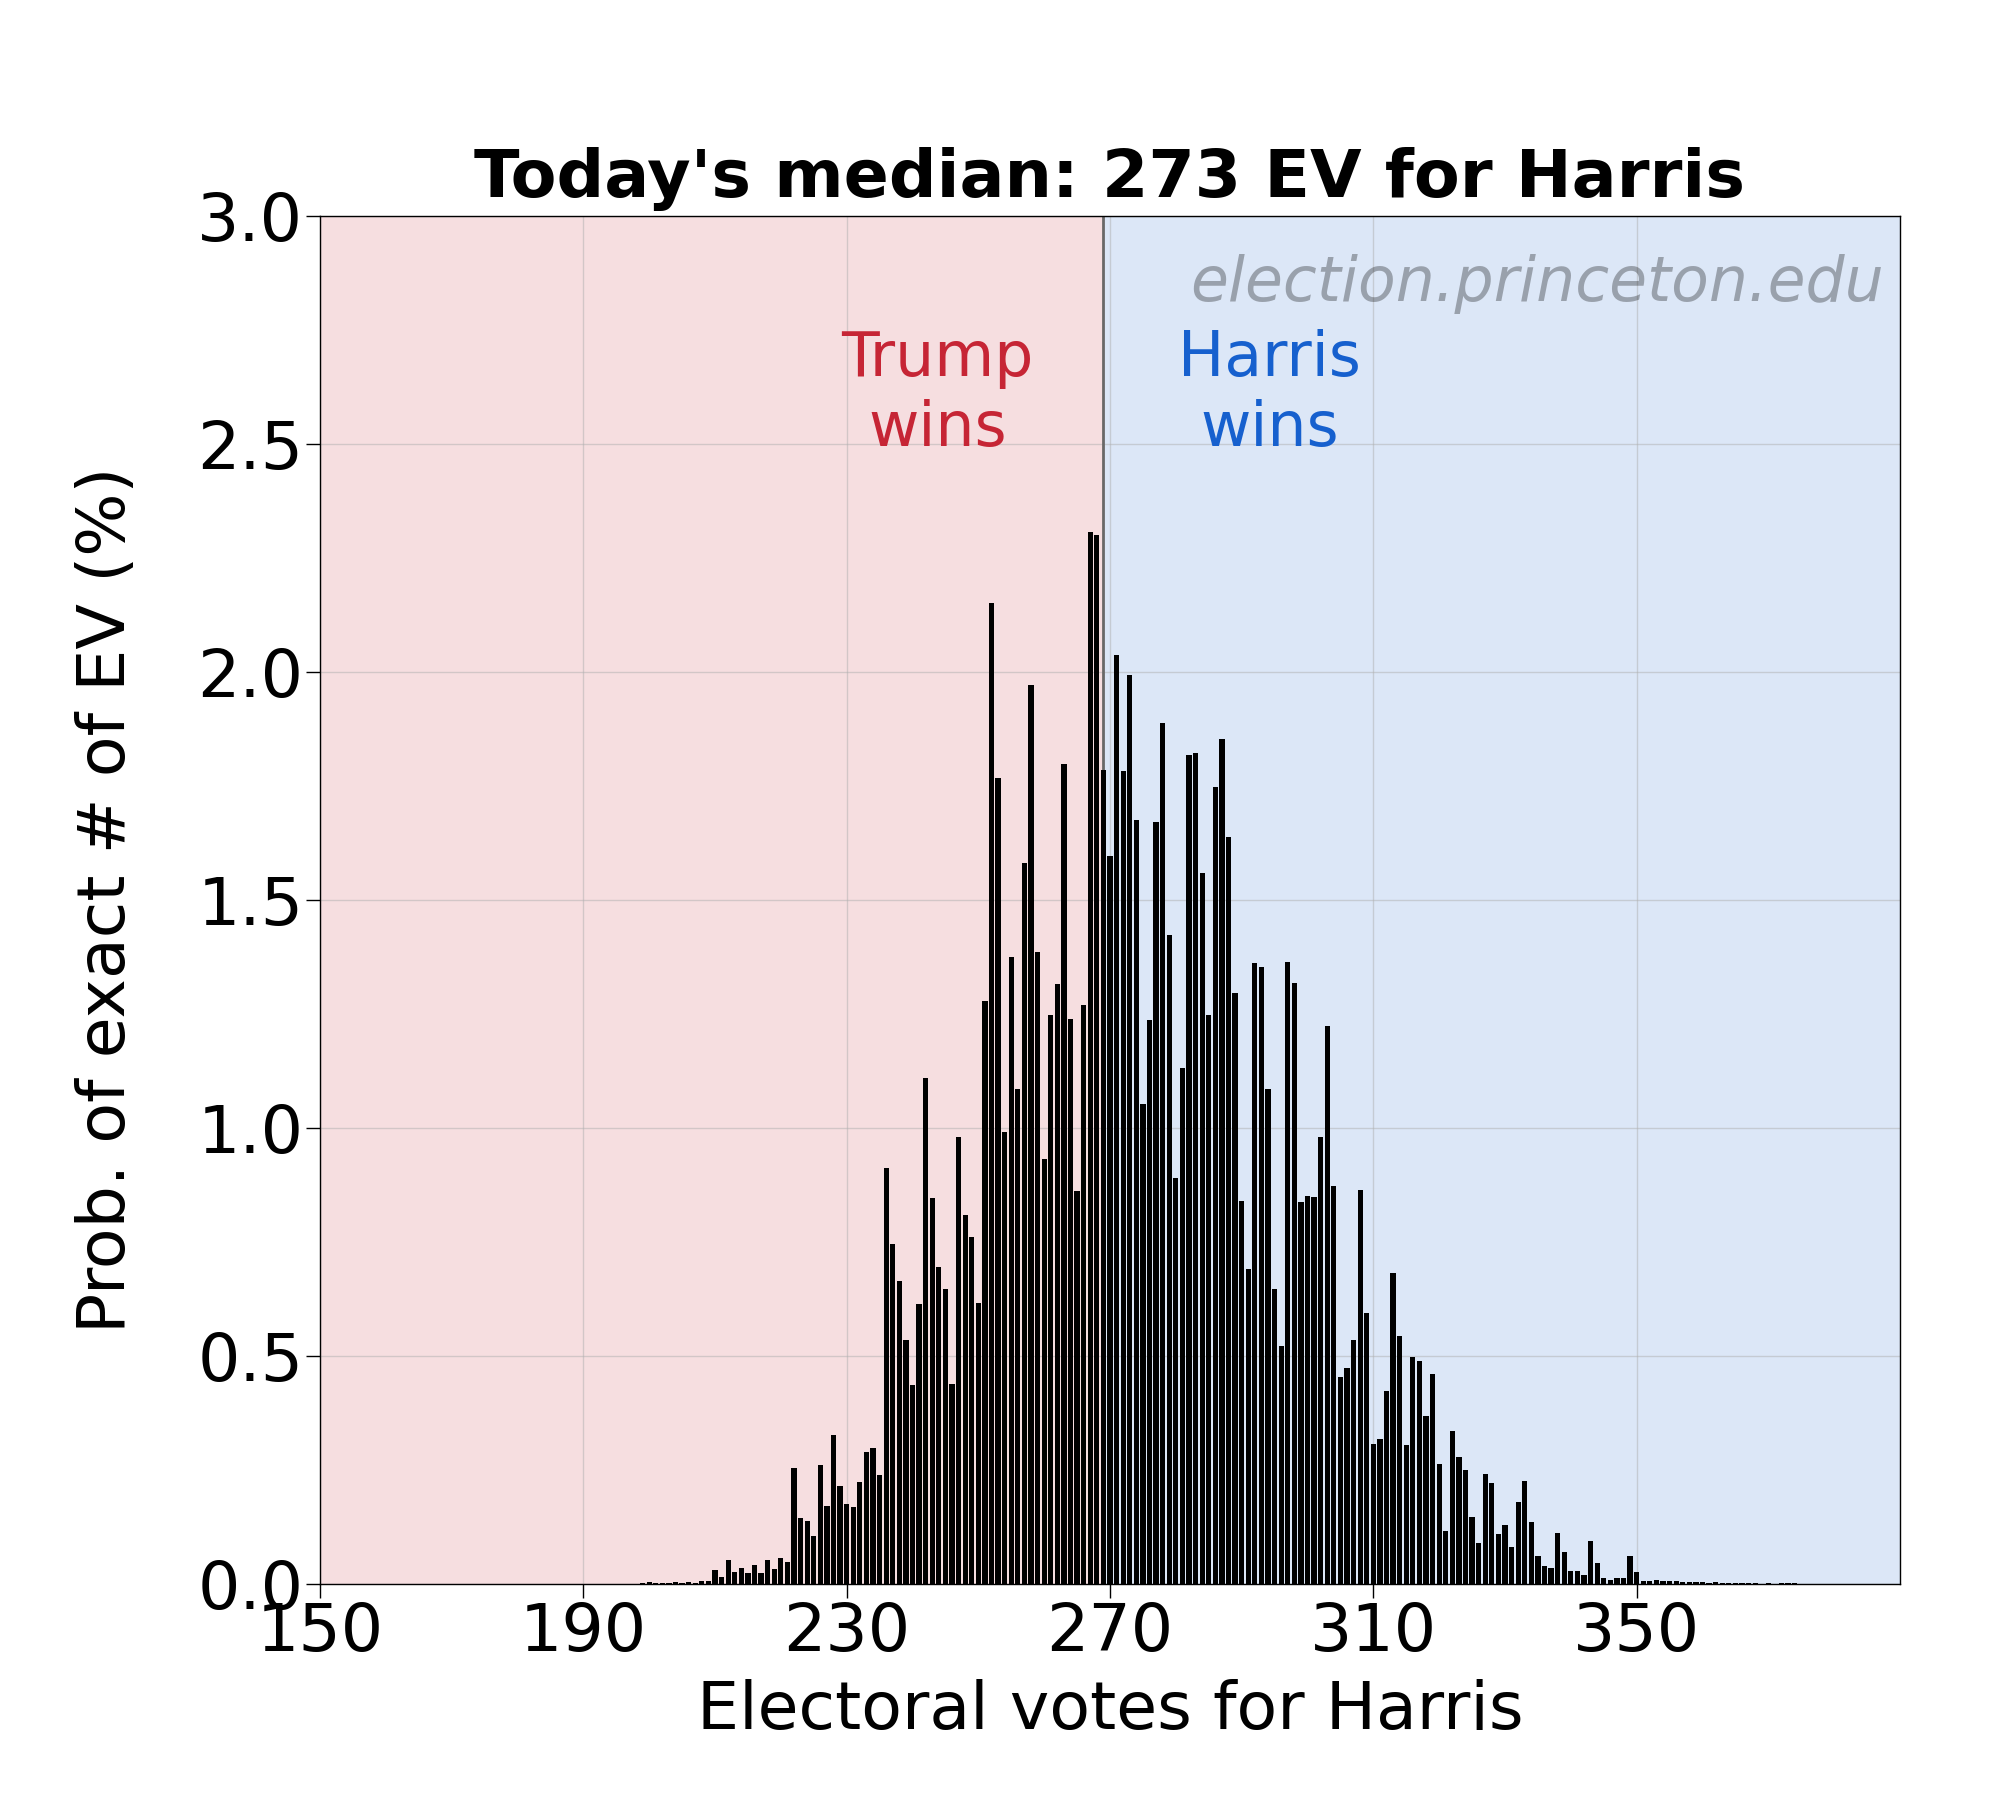 Today's median: 273 EV for Harris
election.princeton.edu
Trump
wins
Harris
wins
Prob. of exact # of EV (%)
3.0
2.5
2.0
1.5
1.0
0.5
0.0
150 190 230 270 310 350
Electoral votes for Harris